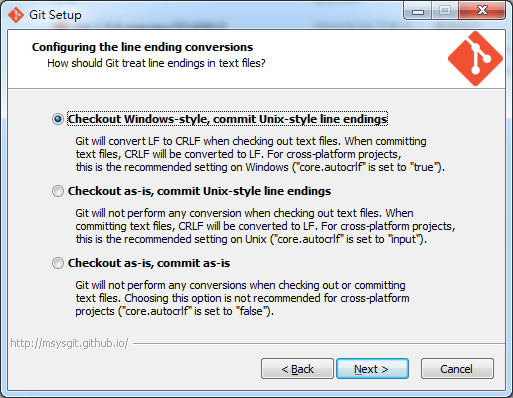 Git Setup
Configuring the line ending conversions
How should Git treat line endings in text files?
Checkout Windows-style, commit Unix-style line endings
Git will convert LF to CRLF when checking out text files. When committing
text files, CRLF will be converted to LF. For cross-platform projects,
this is the recommended setting on Windows ("core.autocrlf" is set to "true").
Checkout as-is, commit Unix-style line endings
Git will not perform any conversion when checking out text files. When
committing text files, CRLF will be converted to LF. For cross-platform projects,
this is the recommended setting on Unix ("core.autocrlf" is set to "input").
Checkout as-is, commit as-is
Git will not perform any conversions when checking out or committing
text files. Choosing this option is not recommended for cross-platform
projects ("core.autocrlf" is set to "false").
http://msysgit.github.io/
< Back
Next >
Cancel